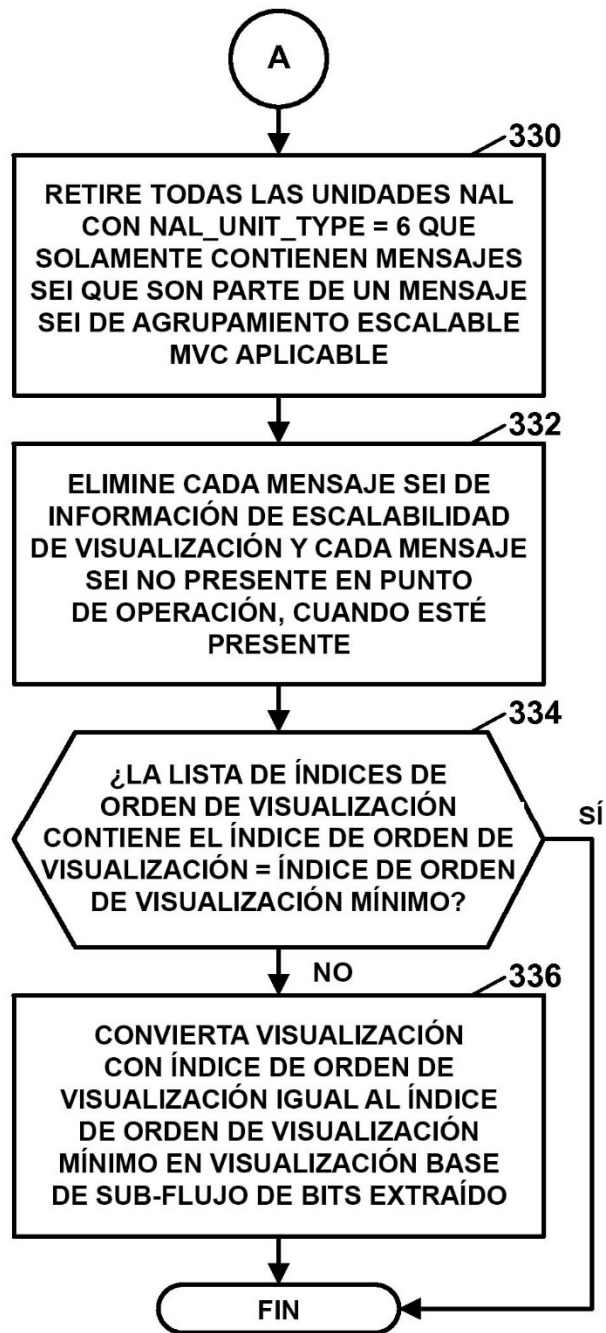 A
330
RETIRE TODAS LAS UNIDADES NAL
CON NAL_UNIT_TYPE = 6 QUE
SOLAMENTE CONTIENEN MENSAJES
SEI QUE SON PARTE DE UN MENSAJE
SEI DE AGRUPAMIENTO ESCALABLE
MVC APLICABLE
332
ELIMINE CADA MENSAJE SEI DE
INFORMACIÓN DE ESCALABILIDAD
DE VISUALIZACIÓN Y CADA MENSAJE
SEI NO PRESENTE EN PUNTO
DE OPERACIÓN, CUANDO ESTÉ
PRESENTE
334
¿LA LISTA DE ÍNDICES DE
ORDEN DE VISUALIZACIÓN
CONTIENE EL ÍNDICE DE ORDEN DE
VISUALIZACIÓN = ÍNDICE DE ORDEN
DE VISUALIZACIÓN MÍNIMO?
SÍ
NO
336
CONVIERTA VISUALIZACIÓN
CON ÍNDICE DE ORDEN DE
VISUALIZACIÓN IGUAL AL ÍNDICE
DE ORDEN DE VISUALIZACIÓN
MÍNIMO EN VISUALIZACIÓN BASE
DE SUB-FLUJO DE BITS EXTRAÍDO
FIN